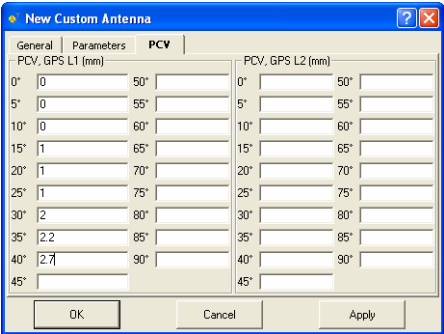 New Custom Antenna
General Parameters PCV
PCV, GPS L1 (mm) PCV, GPS L2 (mm)
0° 0 50° 0° 50°
5° 0 55° 5° 55°
10° 0 60° 10° 60°
15° 1 65° 15° 65°
20° 1 70° 20° 70°
25° 1 75° 25° 75°
30° 2 80° 30° 80°
35° 2.2 85° 35° 85°
40° 2.7 90° 40° 90°
45° 45°
OK Cancel Apply